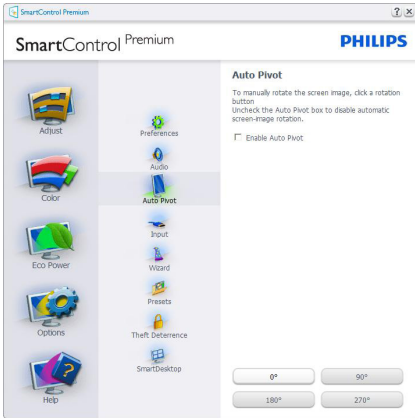 SmartControl Premium
SmartControl Premium
PHILIPS
Adjust
Color
Eco Power
Options
Help
Preferences
Audio
Auto Pivot
Input
Wizard
Presets
Theft Deterrence
SmartDesktop
Auto Pivot
To manually rotate the screen image, click a rotation
button
Uncheck the Auto Pivot box to disable automatic
screen-image rotation.
Enable Auto Pivot
0°
90°
180°
270°